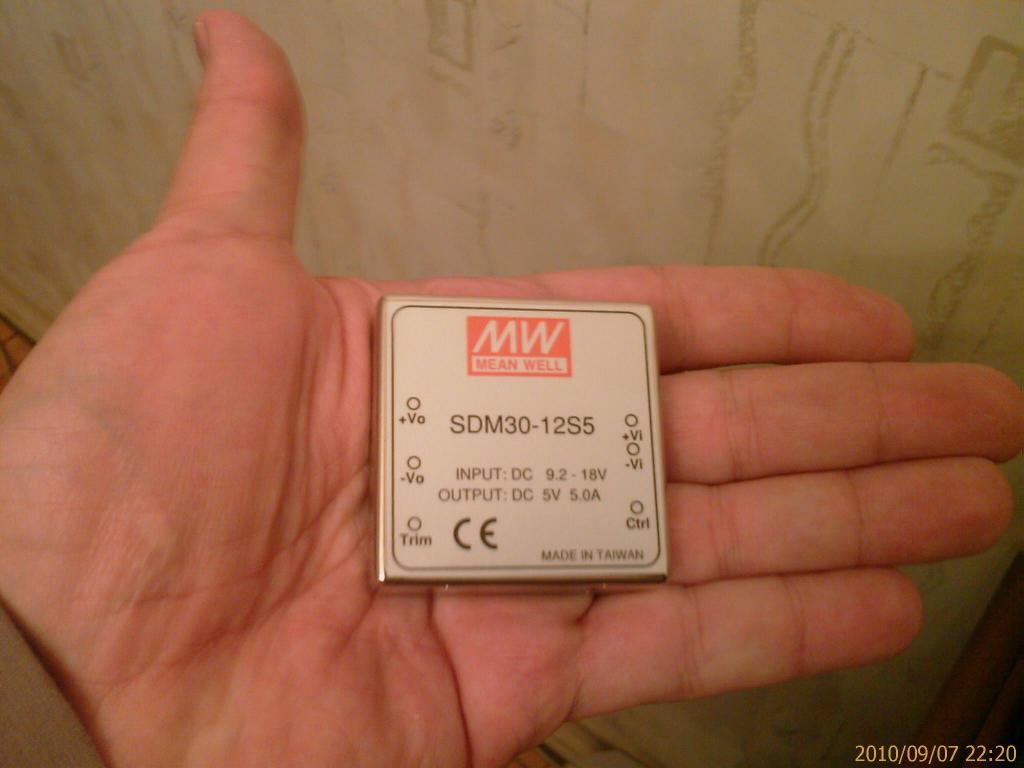 MW
MEAN WELL
+Vo
SDM30-12S5
+Vi
-Vi
-Vo
INPUT: DC 9.2 - 18V
OUTPUT: DC 5V 5.0A
Ctrl
Trim
CE
MADE IN TAIWAN
2010/09/07 22:20